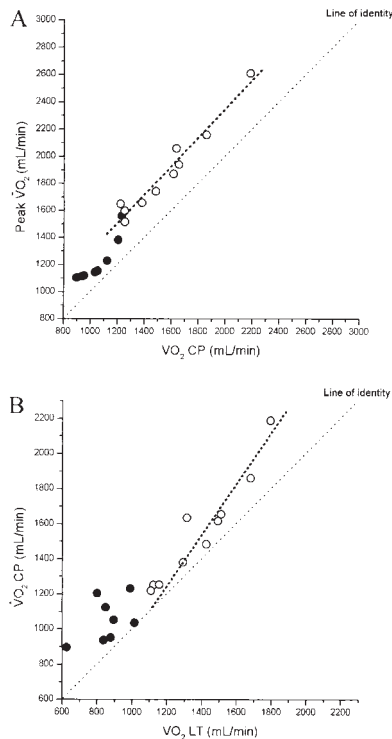 A
Line of identity
3000
2800
2600
2400
2200
2000
1800
1600
1400
1200
1000
800
Peak V̇O₂ (mL/min)
800 1000 1200 1400 1600 1800 2000 2200 2400 2600 2800 3000
VO₂ CP (mL/min)
B
Line of identity
2200
2000
1800
1600
1400
1200
1000
800
600
V̇O₂ CP (mL/min)
600 800 1000 1200 1400 1600 1800 2000 2200
VO₂ LT (mL/min)